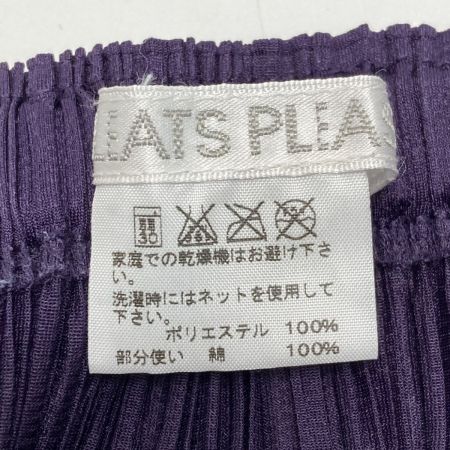 LEATS PLEAS
弱
30
家庭での乾燥機はお避け下さ
い。
洗濯時にはネットを使用して
下さい。
ポリエステル 100%
部分使い 綿 100%